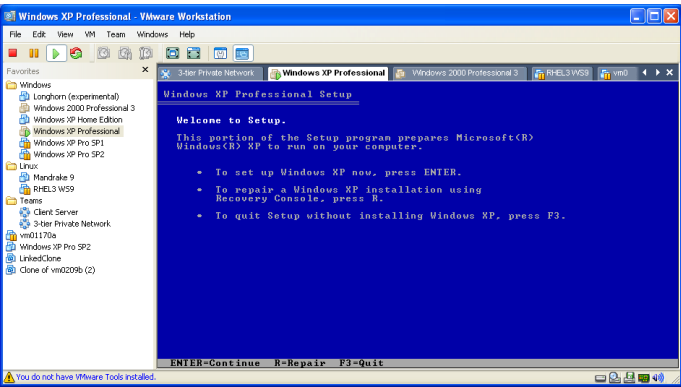 Windows XP Professional - VMware Workstation
File Edit View VM Team Windows Help
Favorites
3-tier Private Network Windows XP Professional Windows 2000 Professional 3 RHEL3 WS9 vm0
Windows
Longhorn (experimental)
Windows 2000 Professional 3
Windows XP Home Edition
Windows XP Professional
Windows XP Pro SP1
Windows XP Pro SP2
Linux
Mandrake 9
RHEL3 WS9
Teams
Client Server
3-tier Private Network
vm01170a
Windows XP Pro SP2
LinkedClone
Clone of vm0209b (2)
Windows XP Professional Setup
Welcome to Setup.
This portion of the Setup program prepares Microsoft(R)
Windows(R) XP to run on your computer.
• To set up Windows XP now, press ENTER.
• To repair a Windows XP installation using
Recovery Console, press R.
• To quit Setup without installing Windows XP, press F3.
ENTER=Continue R=Repair F3=Quit
You do not have VMware Tools installed.